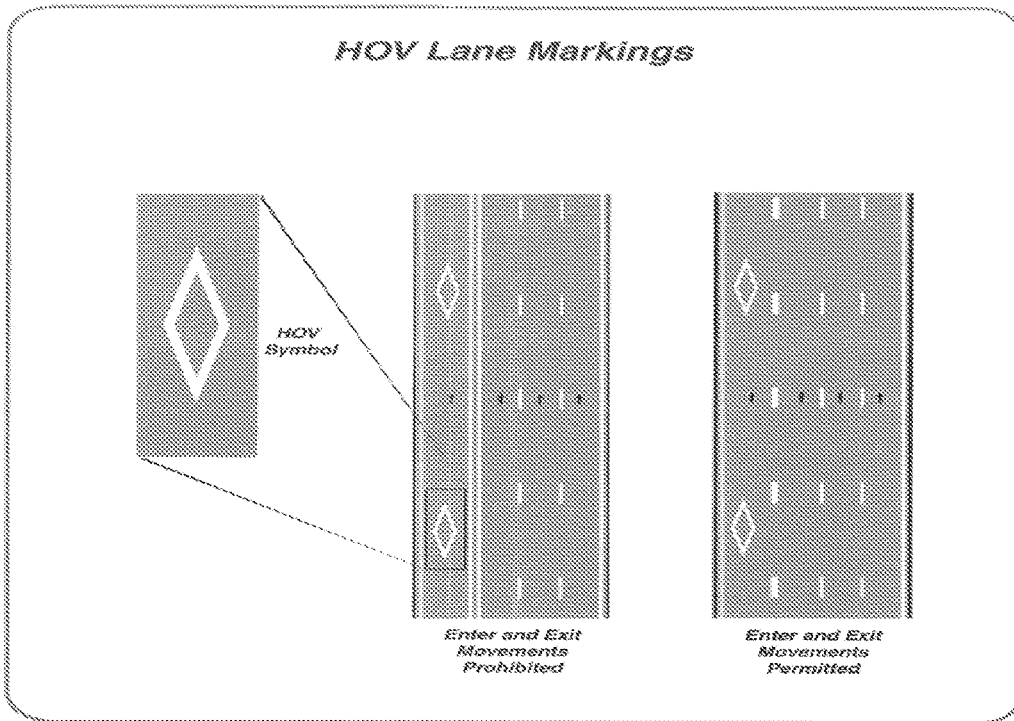 HOV Lane Markings
HOV
Symbol
Enter and Exit
Movements
Prohibited
Enter and Exit
Movements
Permitted